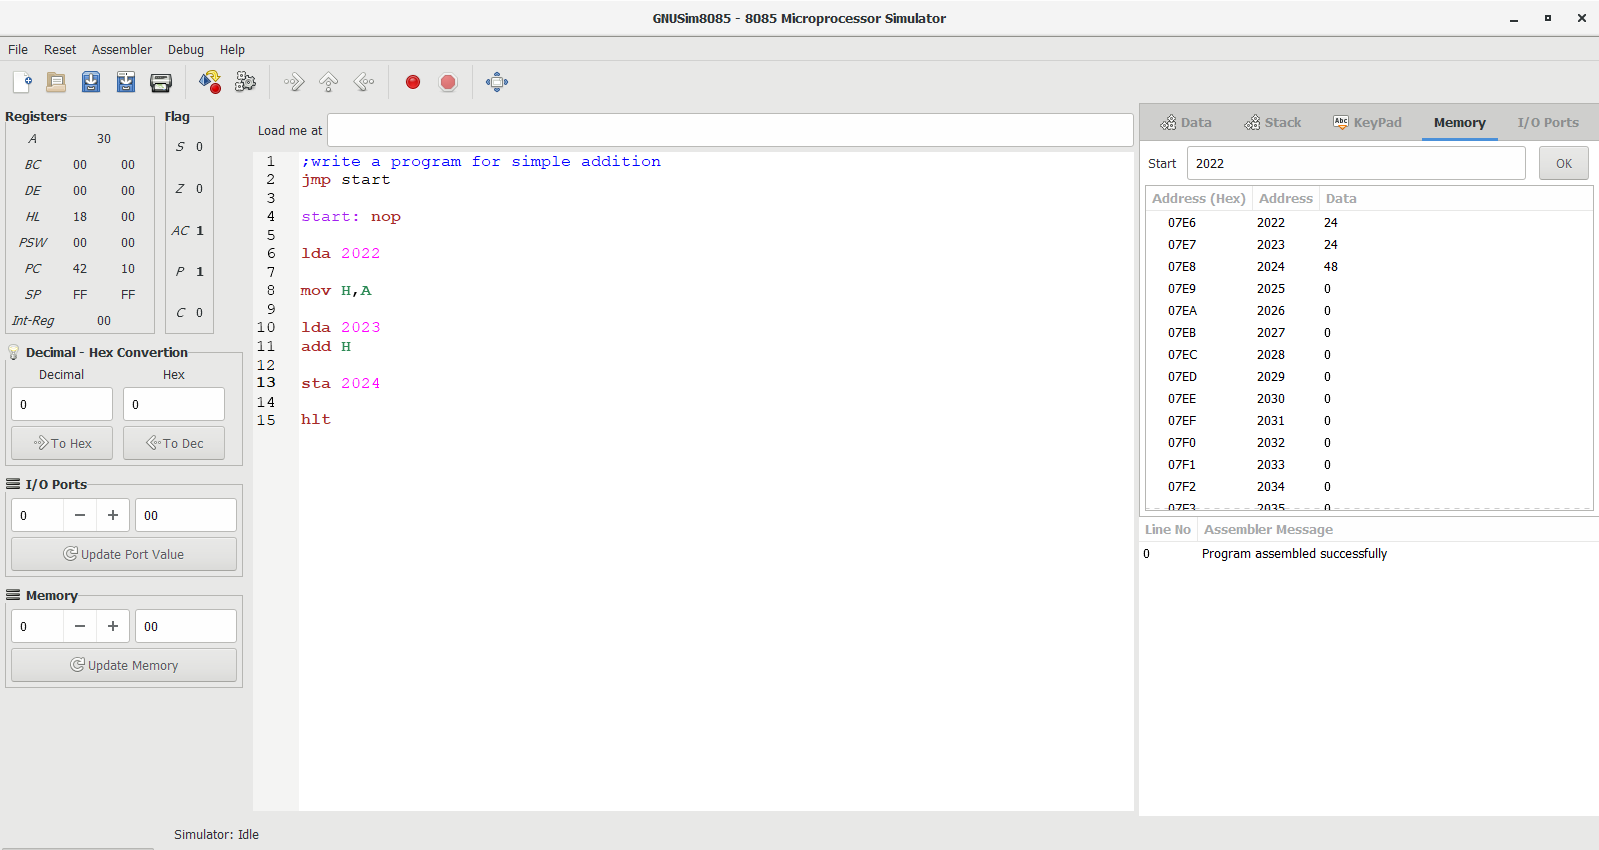 GNUSim8085 - 8085 Microprocessor Simulator
File Reset Assembler Debug Help
Registers
A 30
BC 00 00
DE 00 00
HL 18 00
PSW 00 00
PC 42 10
SP FF FF
Int-Reg 00
Flag
S 0
Z 0
AC 1
P 1
C 0
Decimal - Hex Convertion
Decimal Hex
0 0
To Hex To Dec
I/O Ports
0 − + 00
Update Port Value
Memory
0 − + 00
Update Memory
Load me at
1 ;write a program for simple addition
2 jmp start
3
4 start: nop
5
6 lda 2022
7
8 mov H,A
9
10 lda 2023
11 add H
12
13 sta 2024
14
15 hlt
Data Stack Abc KeyPad Memory I/O Ports
Start 2022 OK
Address (Hex) Address Data
07E6 2022 24
07E7 2023 24
07E8 2024 48
07E9 2025 0
07EA 2026 0
07EB 2027 0
07EC 2028 0
07ED 2029 0
07EE 2030 0
07EF 2031 0
07F0 2032 0
07F1 2033 0
07F2 2034 0
07F3 2035 0
Line No Assembler Message
0 Program assembled successfully
Simulator: Idle